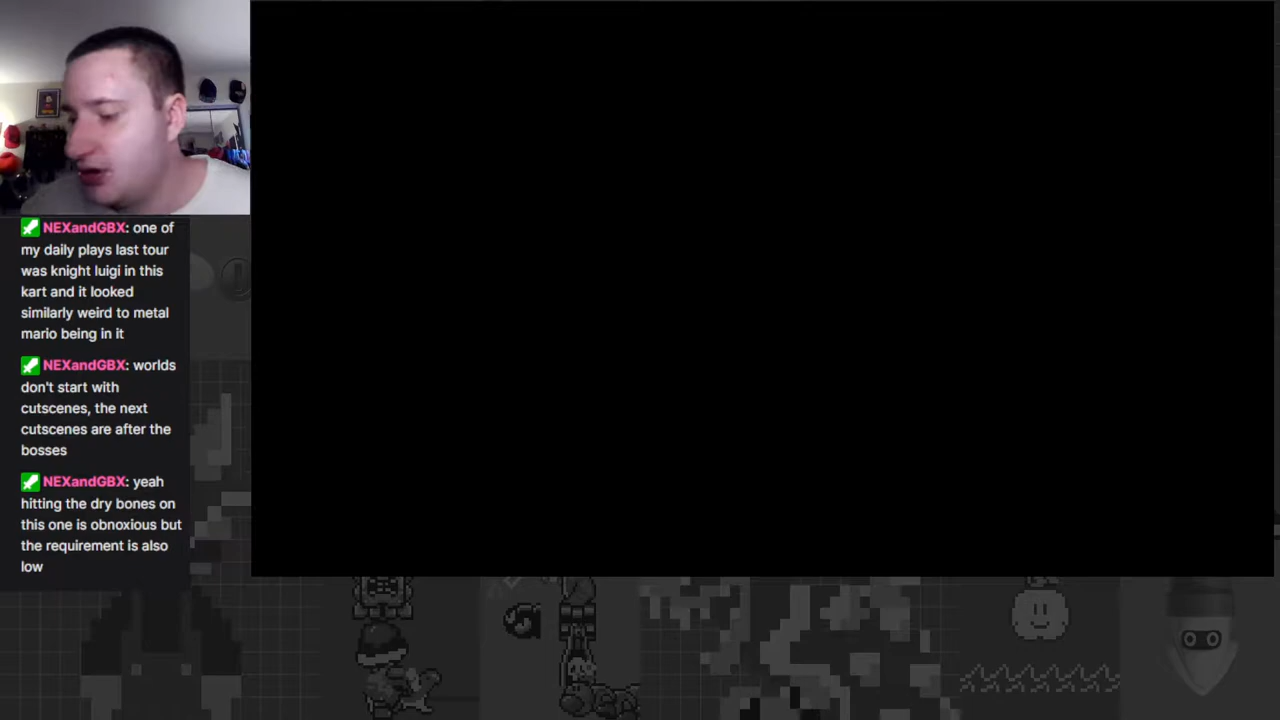 NEXandGBX: one of
my daily plays last tour
was knight luigi in this
kart and it looked
similarly weird to metal
mario being in it
NEXandGBX: worlds
don't start with
cutscenes, the next
cutscenes are after the
bosses
NEXandGBX: yeah
hitting the dry bones on
this one is obnoxious but
the requirement is also
low